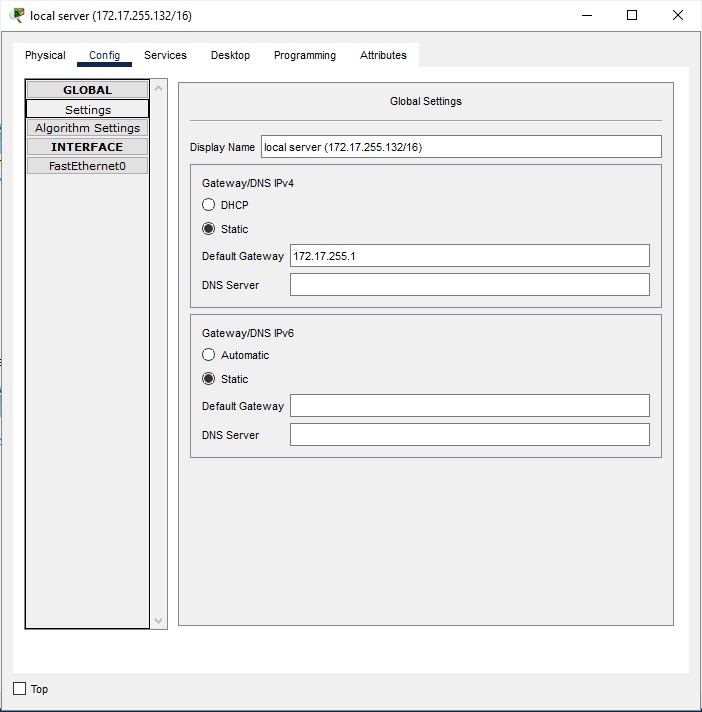 local server (172.17.255.132/16)
Physical Config Services Desktop Programming Attributes
GLOBAL
Settings
Algorithm Settings
INTERFACE
FastEthernet0
Global Settings
Display Name local server (172.17.255.132/16)
Gateway/DNS IPv4
DHCP
Static
Default Gateway 172.17.255.1
DNS Server
Gateway/DNS IPv6
Automatic
Static
Default Gateway
DNS Server
Top